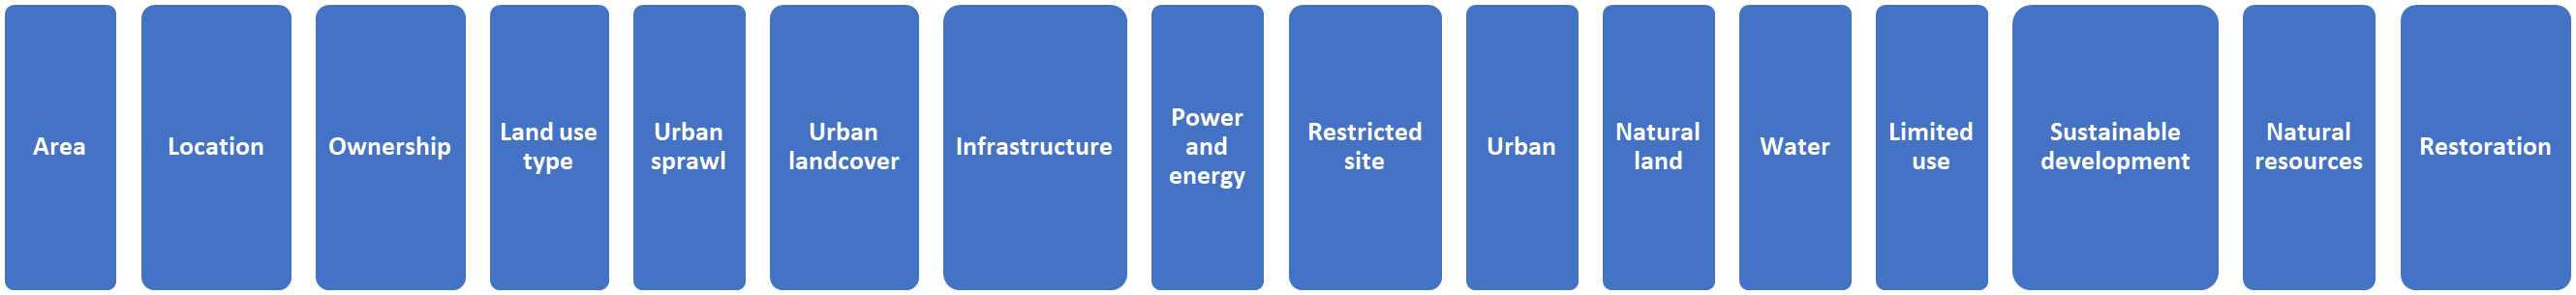 Area
Location
Ownership
Land use
type
Urban
sprawl
Urban
landcover
Infrastructure
Power
and
energy
Restricted
site
Urban
Natural
land
Water
Limited
use
Sustainable
development
Natural
resources
Restoration